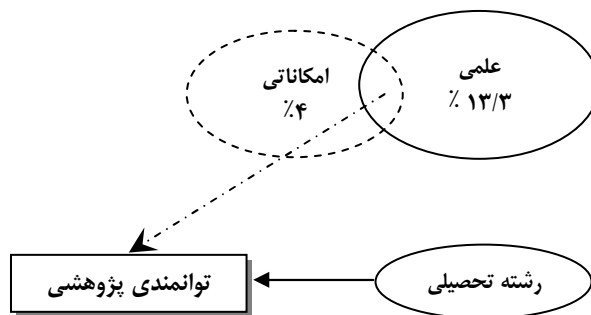 علمی
٪ ۱۳/۳
امکاناتی
٪۴
رشته تحصیلی
توانمندی پژوهشی